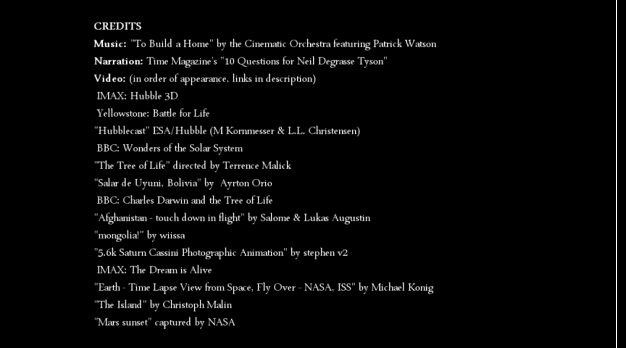 CREDITS
Music: "To Build a Home" by the Cinematic Orchestra featuring Patrick Watson
Narration: Time Magazine's "10 Questions for Neil Degrasse Tyson"
Video: (in order of appearance, links in description)
IMAX: Hubble 3D
Yellowstone: Battle for Life
"Hubblecast" ESA/Hubble (M Kornmesser & L.L. Christensen)
BBC: Wonders of the Solar System
"The Tree of Life" directed by Terrence Malick
"Salar de Uyuni, Bolivia" by Ayrton Orio
BBC: Charles Darwin and the Tree of Life
"Afghanistan - touch down in flight" by Salome & Lukas Augustin
"mongolia!" by wiissa
"5.6k Saturn Cassini Photographic Animation" by stephen v2
IMAX: The Dream is Alive
"Earth - Time Lapse View from Space, Fly Over - NASA, ISS" by Michael Konig
"The Island" by Christoph Malin
"Mars sunset" captured by NASA